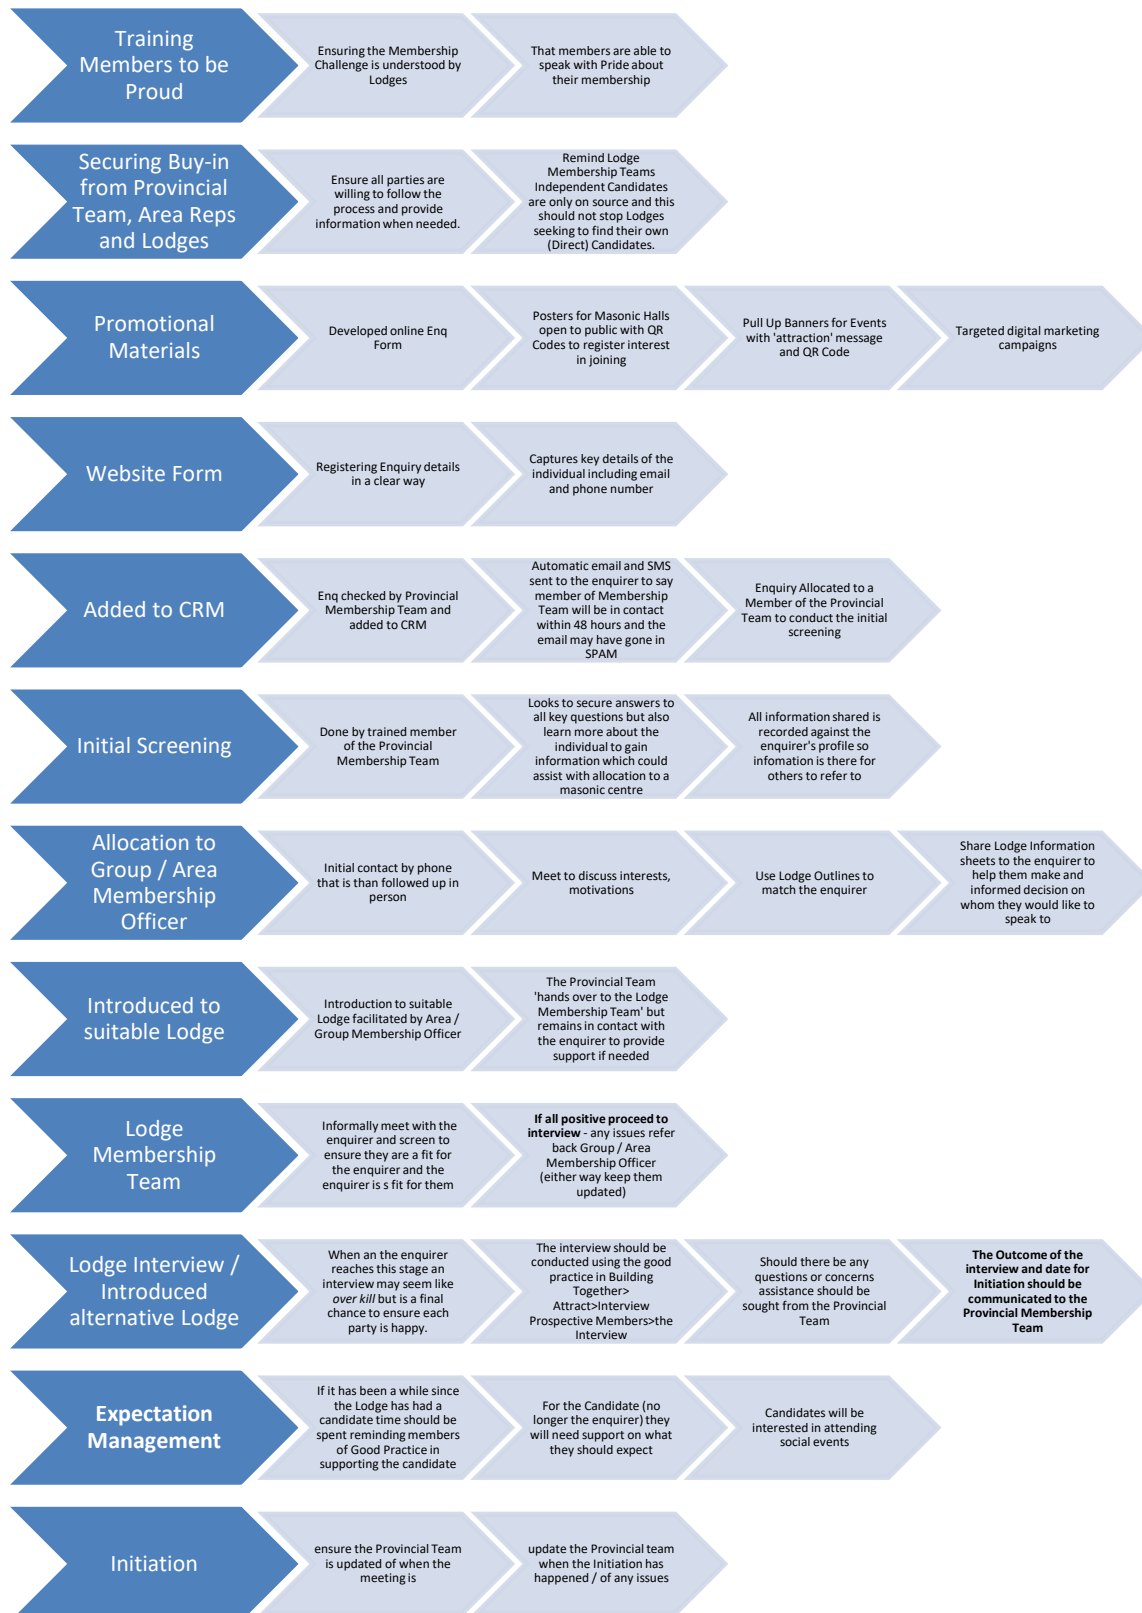 Training
Members to be
Proud
Ensuring the Membership
Challenge is understood by
Lodges
That members are able to
speak with Pride about
their membership
Securing Buy-in
from Provincial
Team, Area Reps
and Lodges
Ensure all parties are
willing to follow the
process and provide
information when needed.
Remind Lodge
Membership Teams
Independent Candidates
are only on source and this
should not stop Lodges
seeking to find their own
(Direct) Candidates.
Promotional
Materials
Developed online Enq
Form
Posters for Masonic Halls
open to public with QR
Codes to register interest
in joining
Pull Up Banners for Events
with 'attraction' message
and QR Code
Targeted digital marketing
campaigns
Website Form
Registering Enquiry details
in a clear way
Captures key details of the
individual including email
and phone number
Added to CRM
Enq checked by Provincial
Membership Team and
added to CRM
Automatic email and SMS
sent to the enquirer to say
member of Membership
Team will be in contact
within 48 hours and the
email may have gone in
SPAM
Enquiry Allocated to a
Member of the Provincial
Team to conduct the initial
screening
Initial Screening
Done by trained member
of the Provincial
Membership Team
Looks to secure answers to
all key questions but also
learn more about the
individual to gain
information which could
assist with allocation to a
masonic centre
All information shared is
recorded against the
enquirer's profile so
infomation is there for
others to refer to
Allocation to
Group / Area
Membership
Officer
Initial contact by phone
that is than followed up in
person
Meet to discuss interests,
motivations
Use Lodge Outlines to
match the enquirer
Share Lodge Information
sheets to the enquirer to
help them make and
informed decision on
whom they would like to
speak to
Introduced to
suitable Lodge
Introduction to suitable
Lodge facilitated by Area /
Group Membership Officer
The Provincial Team
'hands over to the Lodge
Membership Team' but
remains in contact with
the enquirer to provide
support if needed
Lodge
Membership
Team
Informally meet with the
enquirer and screen to
ensure they are a fit for
the enquirer and the
enquirer is s fit for them
If all positive proceed to
interview - any issues refer
back Group / Area
Membership Officer
(either way keep them
updated)
Lodge Interview /
Introduced
alternative Lodge
When an the enquirer
reaches this stage an
interview may seem like
over kill but is a final
chance to ensure each
party is happy.
The interview should be
conducted using the good
practice in Building
Together>
Attract>Interview
Prospective Members>the
Interview
Should there be any
questions or concerns
assistance should be
sought from the Provincial
Team
The Outcome of the
interview and date for
Initiation should be
communicated to the
Provincial Membership
Team
Expectation
Management
If it has been a while since
the Lodge has had a
candidate time should be
spent reminding members
of Good Practice in
supporting the candidate
For the Candidate (no
longer the enquirer) they
will need support on what
they should expect
Candidates will be
interested in attending
social events
Initiation
ensure the Provincial Team
is updated of when the
meeting is
update the Provincial team
when the Initiation has
happened / of any issues